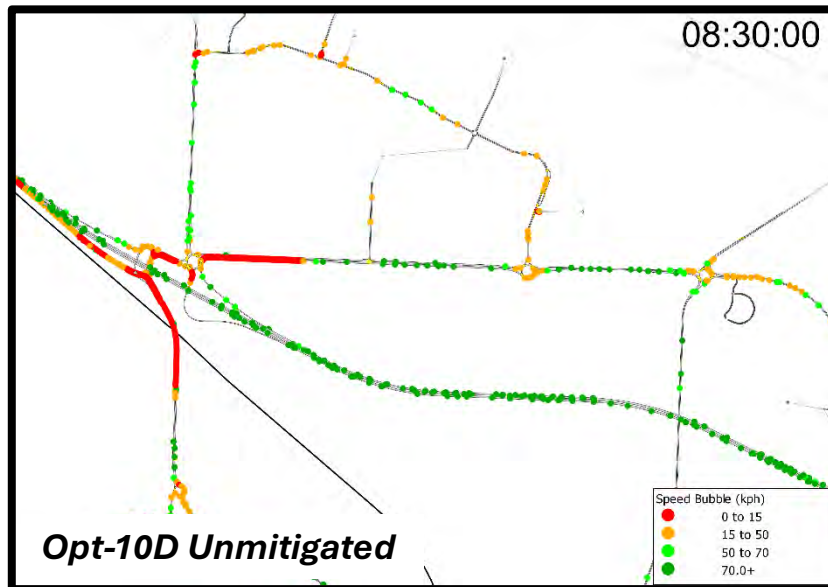 08:30:00
Speed Bubble (kph)
0 to 15
15 to 50
50 to 70
70.0+
Opt-10D Unmitigated